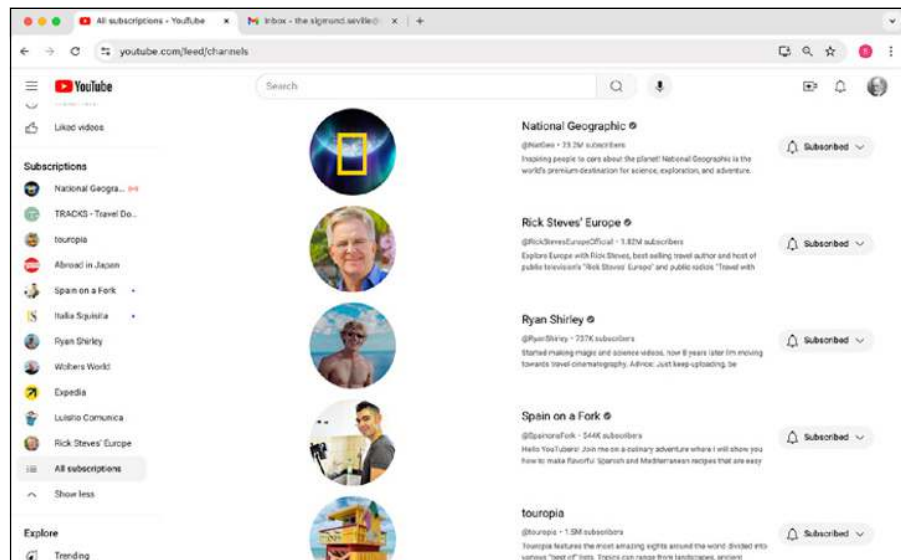 All subscriptions - YouTube
Inbox - the.sigmund.seville@
youtube.com/feed/channels
YouTube
Search
Liked videos
Subscriptions
National Geogra...
TRACKS - Travel Do...
touropia
Abroad in Japan
Spain on a Fork
Italia Squisita
Ryan Shirley
Wolters World
Expedia
Luisito Comunica
Rick Steves' Europe
All subscriptions
Show less
Explore
Trending
National Geographic
@NatGeo • 23.2M subscribers
Inspiring people to care about the planet! National Geographic is the
world's premium destination for science, exploration, and adventure.
Subscribed
Rick Steves' Europe
@RickStevesEuropeOfficial • 1.82M subscribers
Explore Europe with Rick Steves, best selling travel author and host of
public television's "Rick Steves' Europe" and public radios "Travel with
Subscribed
Ryan Shirley
@RyanShirley • 737K subscribers
Started making magic and science videos, now 8 years later I'm moving
towards travel cinematography. Advice: Just keep uploading, be
Subscribed
Spain on a Fork
@SpainonaFork • 544K subscribers
Hello YouTubers! Join me on a culinary adventure where I will show you
how to make flavorful Spanish and Mediterranean recipes that are easy
Subscribed
touropia
@touropia • 1.5M subscribers
Touropia features the most amazing sights around the world divided into
various "best of" lists. Topics can range from landscapes, ancient
Subscribed